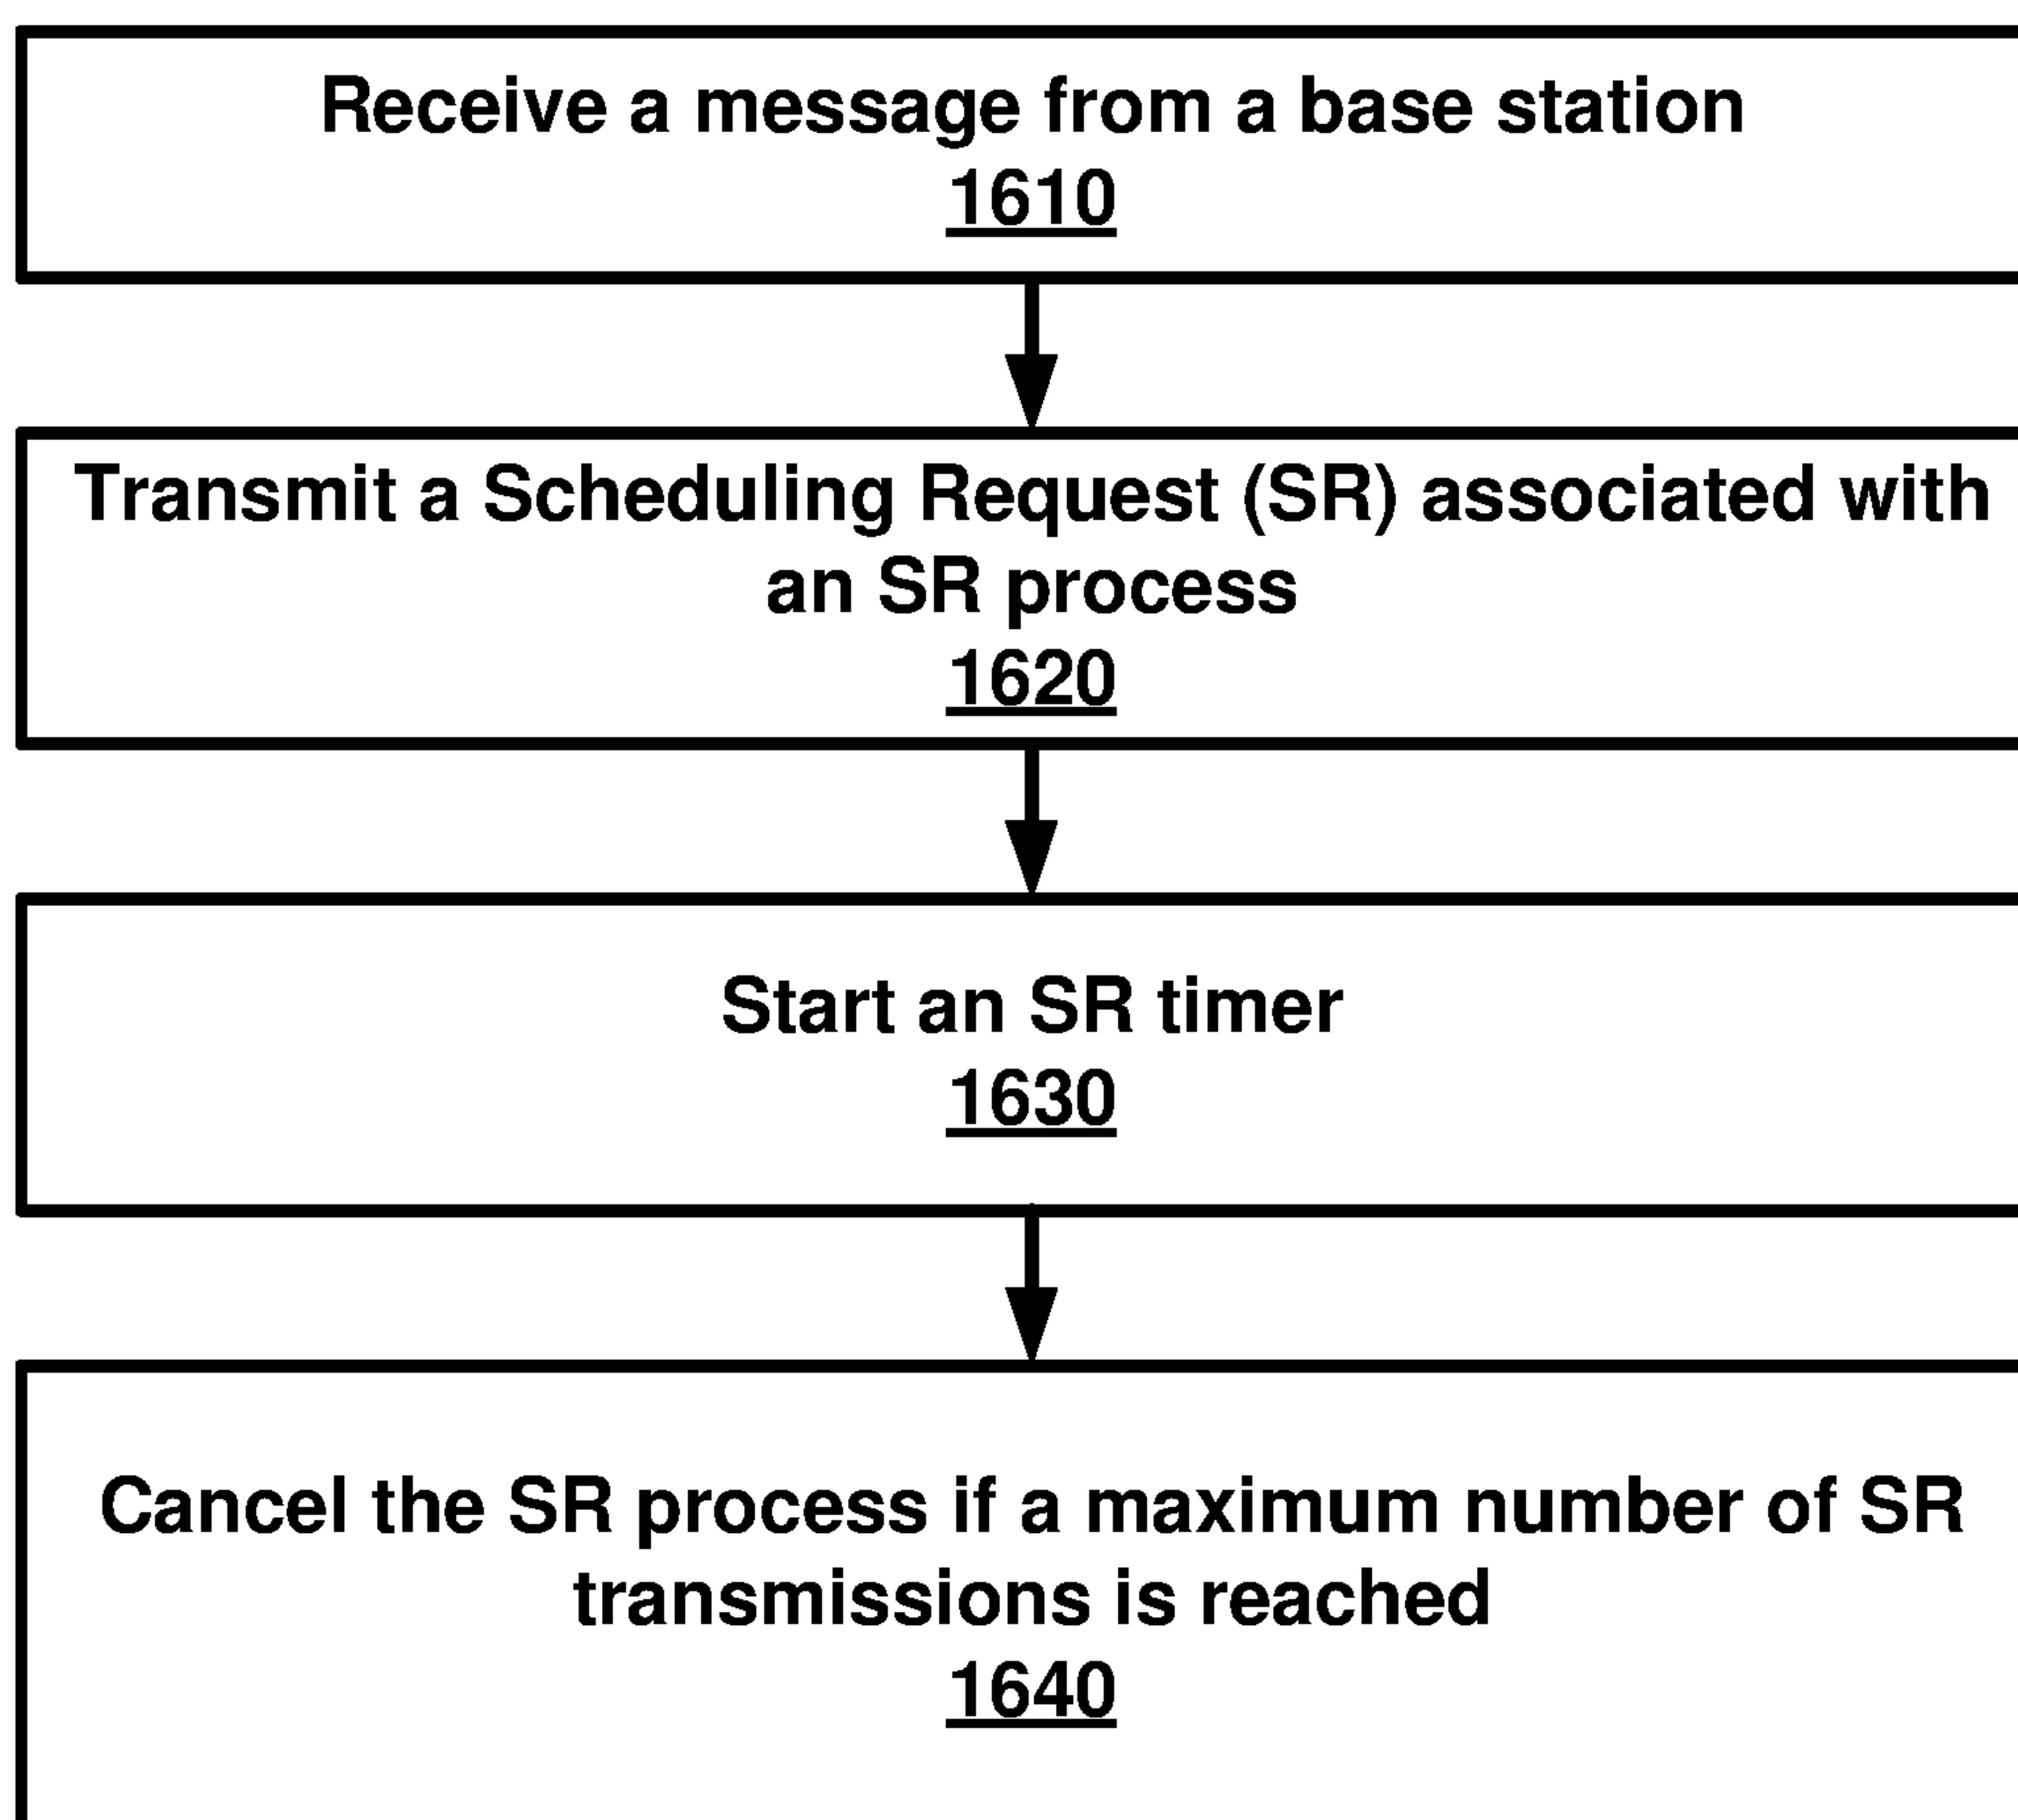 Receive a message from a base station
1610
Transmit a Scheduling Request (SR) associated with
an SR process
1620
Start an SR timer
1630
Cancel the SR process if a maximum number of SR
transmissions is reached
1640